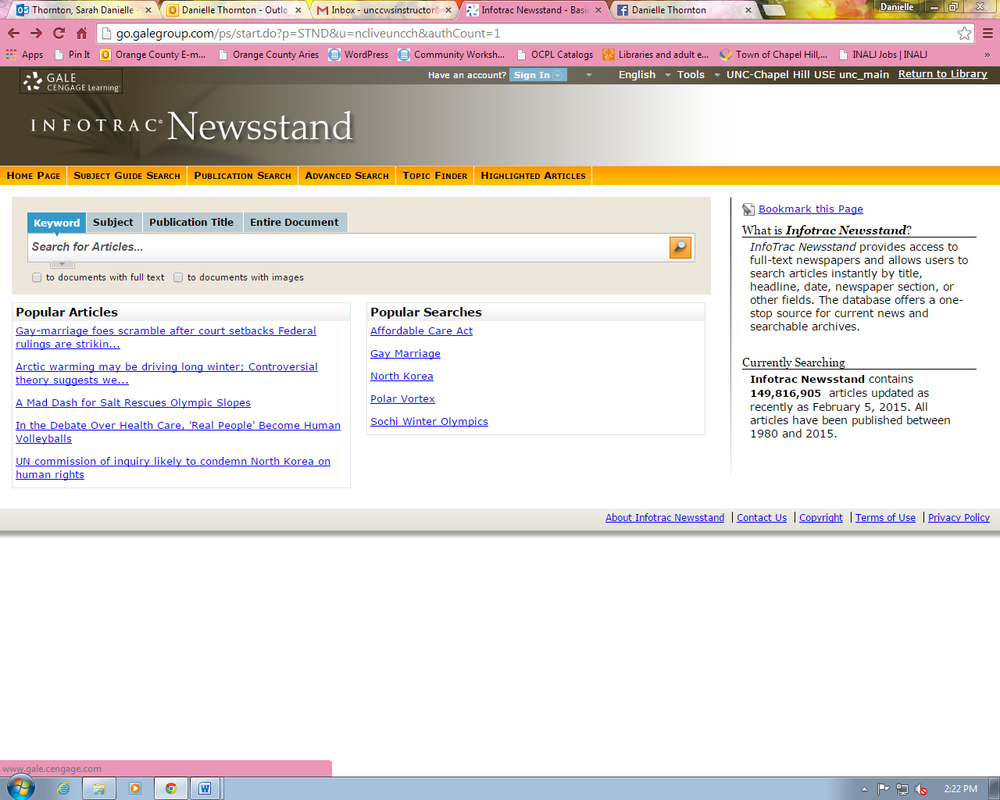 Thornton, Sarah Danielle -
Danielle Thornton - Outlo
Inbox - unccwsinstructor@
Infotrac Newsstand - Basi
Danielle Thornton
Danielle
go.galegroup.com/ps/start.do?p=STND&u=ncliveuncch&authCount=1
Apps
Pin It
Orange County E-m...
Orange County Aries
WordPress
Community Worksh...
OCPL Catalogs
Libraries and adult e...
Town of Chapel Hill,...
INALJ Jobs | INALJ
»
GALE
CENGAGE Learning
Have an account? Sign In
English
Tools
UNC-Chapel Hill USE unc_main
Return to Library
INFOTRAC® Newsstand
HOME PAGE
SUBJECT GUIDE SEARCH
PUBLICATION SEARCH
ADVANCED SEARCH
TOPIC FINDER
HIGHLIGHTED ARTICLES
Keyword
Subject
Publication Title
Entire Document
Search for Articles...
to documents with full text
to documents with images
Popular Articles
Gay-marriage foes scramble after court setbacks Federal
rulings are strikin...
Arctic warming may be driving long winter; Controversial
theory suggests we...
A Mad Dash for Salt Rescues Olympic Slopes
In the Debate Over Health Care, 'Real People' Become Human
Volleyballs
UN commission of inquiry likely to condemn North Korea on
human rights
Popular Searches
Affordable Care Act
Gay Marriage
North Korea
Polar Vortex
Sochi Winter Olympics
Bookmark this Page
What is Infotrac Newsstand?
InfoTrac Newsstand provides access to
full-text newspapers and allows users to
search articles instantly by title,
headline, date, newspaper section, or
other fields. The database offers a one-
stop source for current news and
searchable archives.
Currently Searching
Infotrac Newsstand contains
149,816,905 articles updated as
recently as February 5, 2015. All
articles have been published between
1980 and 2015.
About Infotrac Newsstand
Contact Us
Copyright
Terms of Use
Privacy Policy
www.gale.cengage.com
2:22 PM